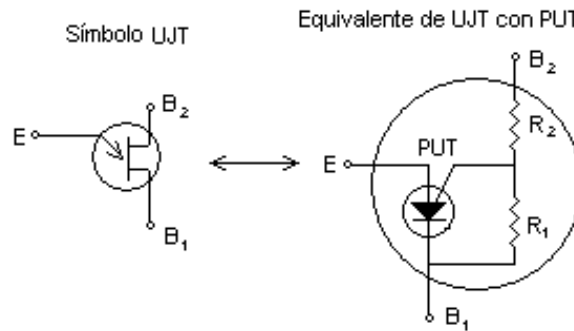 Símbolo UJT
Equivalente de UJT con PUT
E
B2
B1
E
PUT
B2
R2
R1
B1